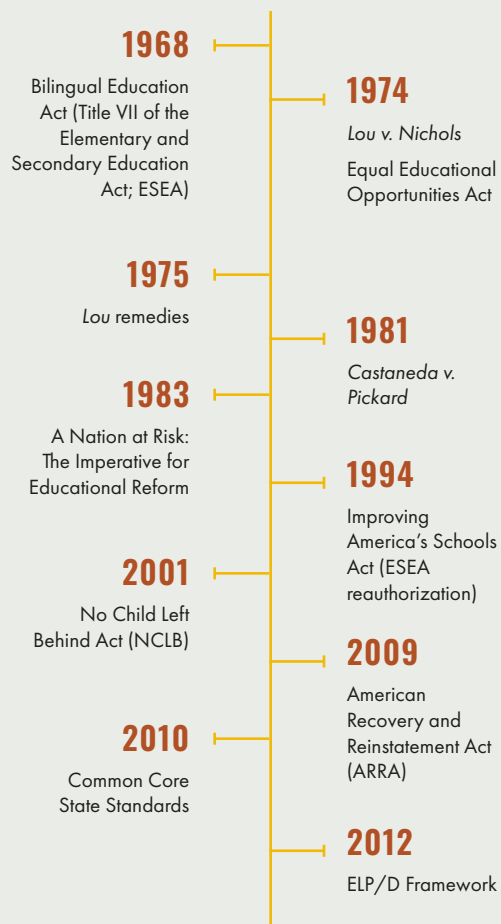 1968
Bilingual Education
Act (Title VII of the
Elementary and
Secondary Education
Act; ESEA)
1974
Lou v. Nichols
Equal Educational
Opportunities Act
1975
Lou remedies
1981
Castaneda v.
Pickard
1983
A Nation at Risk:
The Imperative for
Educational Reform
1994
Improving
America’s Schools
Act (ESEA
reauthorization)
2001
No Child Left
Behind Act (NCLB)
2009
American
Recovery and
Reinstatement Act
(ARRA)
2010
Common Core
State Standards
2012
ELP/D Framework